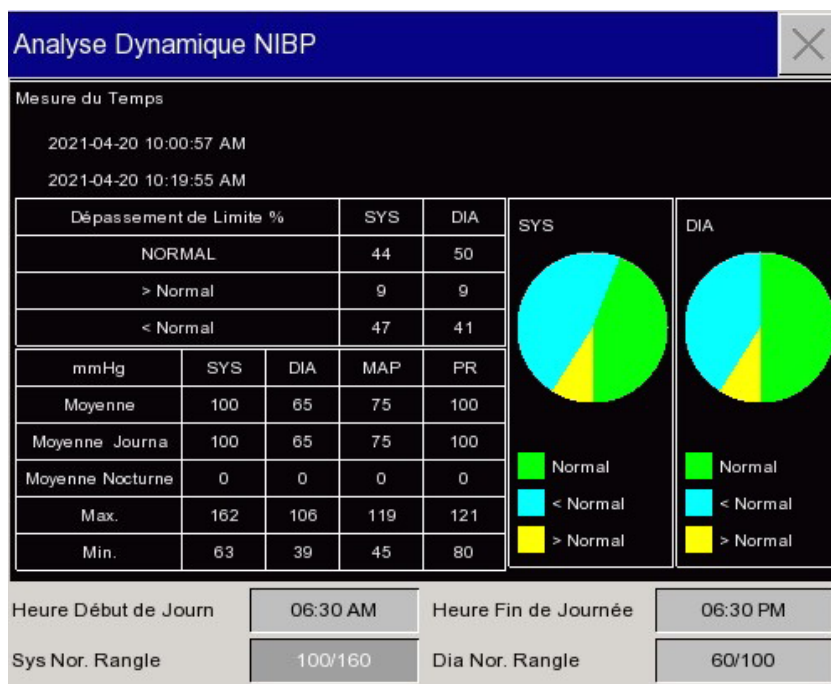 Analyse Dynamique NIBP
Mesure du Temps
2021-04-20 10:00:57 AM
2021-04-20 10:19:55 AM
Dépassement de Limite % SYS DIA
NORMAL 44 50
> Normal 9 9
< Normal 47 41
mmHg SYS DIA MAP PR
Moyenne 100 65 75 100
Moyenne Journa 100 65 75 100
Moyenne Nocturne 0 0 0 0
Max. 162 106 119 121
Min. 63 39 45 80
SYS
Normal
< Normal
> Normal
DIA
Normal
< Normal
> Normal
Heure Début de Journ 06:30 AM Heure Fin de Journée 06:30 PM
Sys Nor. Rangle 100/160 Dia Nor. Rangle 60/100